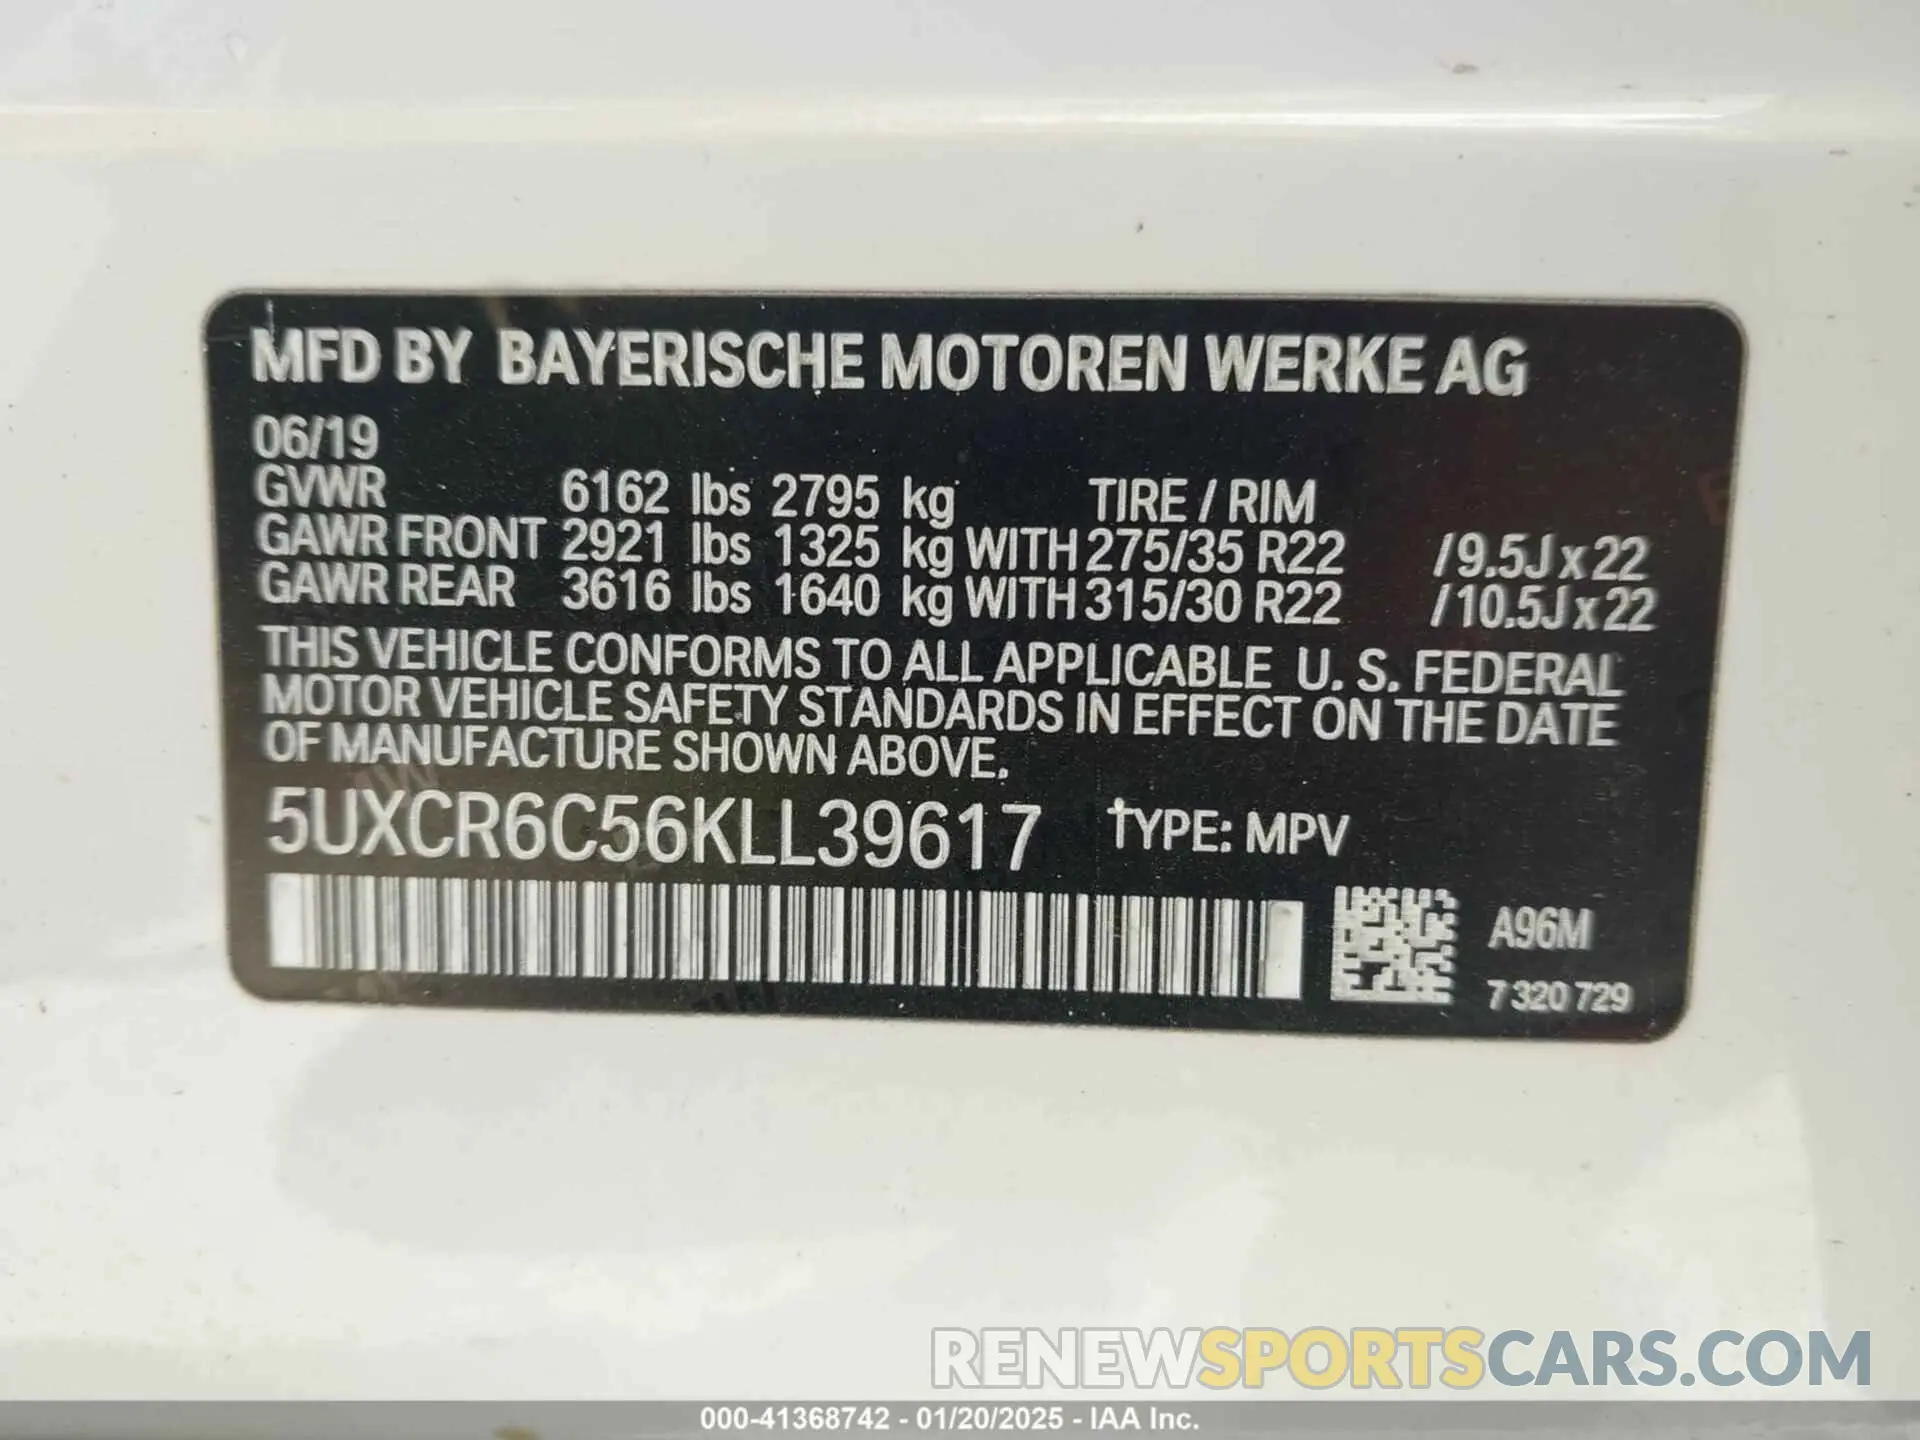 MFD BY BAYERISCHE MOTOREN WERKE AG
06/19
GVWR 6162 lbs 2795 kg TIRE / RIM
GAWR FRONT 2921 lbs 1325 kg WITH 275/35 R22 /9.5J x 22
GAWR REAR 3616 lbs 1640 kg WITH 315/30 R22 /10.5J x 22
THIS VEHICLE CONFORMS TO ALL APPLICABLE U. S. FEDERAL
MOTOR VEHICLE SAFETY STANDARDS IN EFFECT ON THE DATE
OF MANUFACTURE SHOWN ABOVE.
5UXCR6C56KLL39617 TYPE: MPV
A96M
7 320 729
RENEWSPORTSCARS.COM
000-41368742 - 01/20/2025 - IAA Inc.